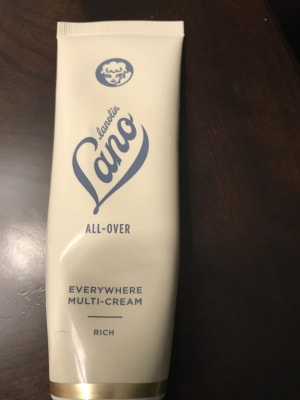 lanolin
Lano
ALL-OVER
EVERYWHERE
MULTI-CREAM
RICH